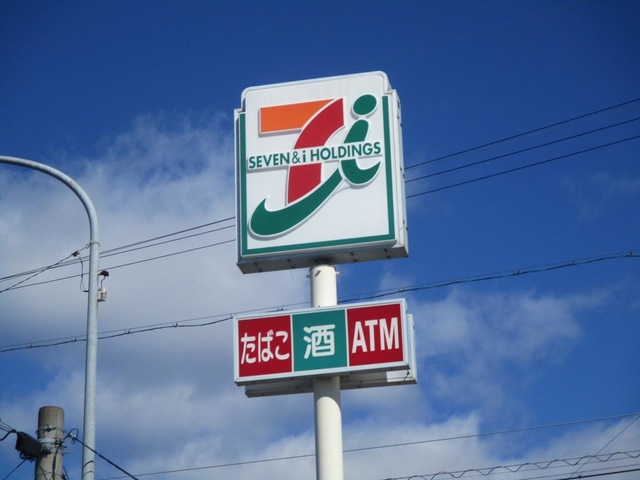 SEVEN & i HOLDINGS
たばこ 酒 ATM